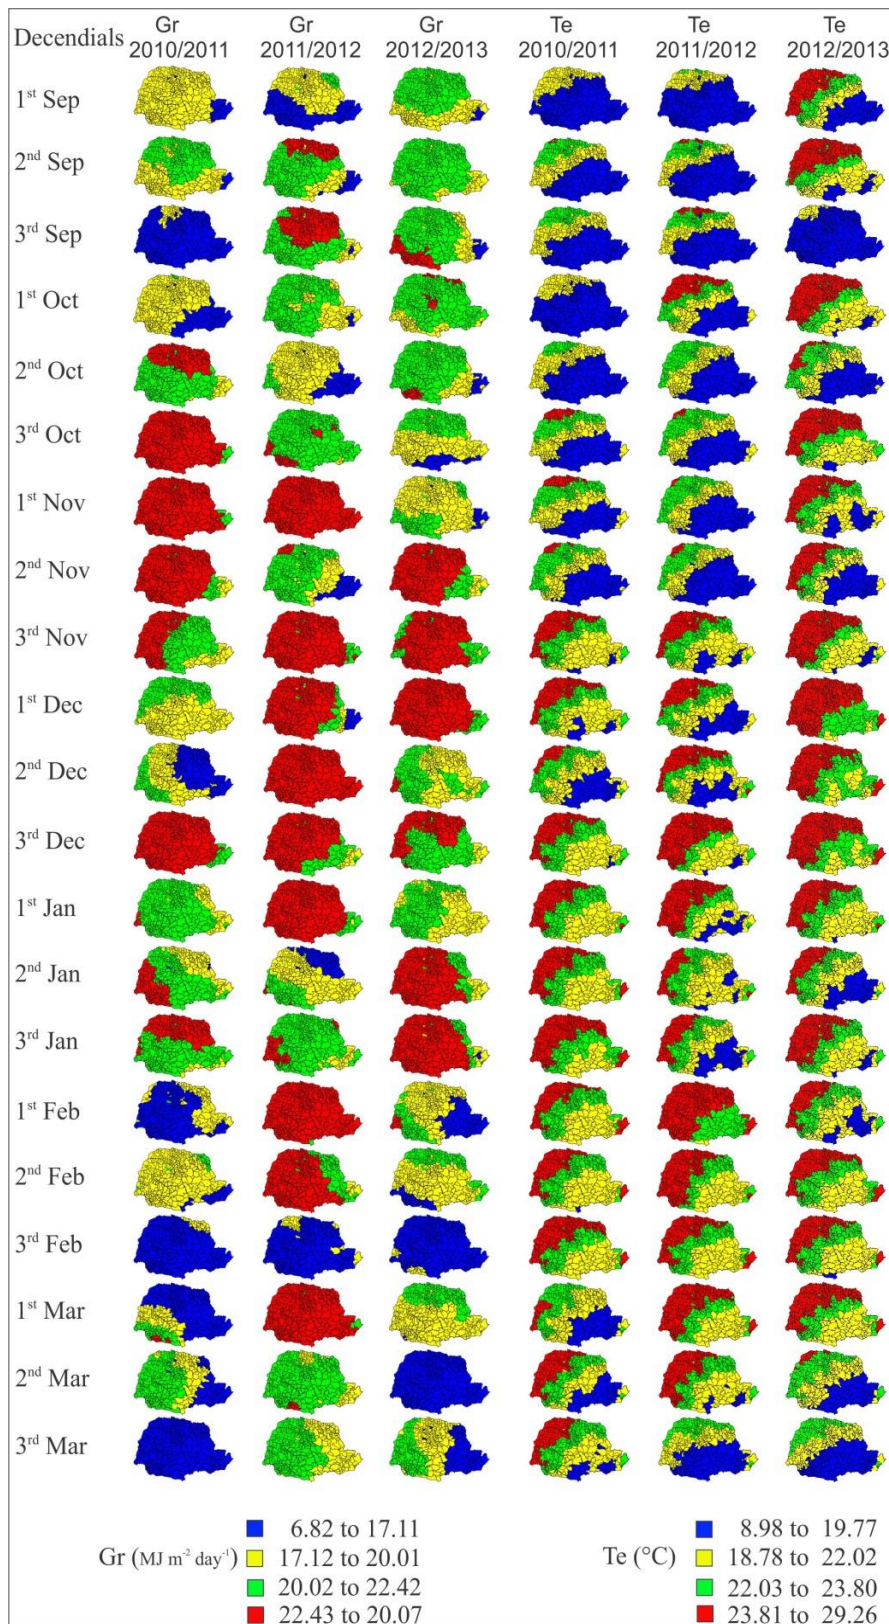 Decendials Gr 2010/2011 Gr 2011/2012 Gr 2012/2013 Te 2010/2011 Te 2011/2012 Te 2012/2013
1st Sep
2nd Sep
3rd Sep
1st Oct
2nd Oct
3rd Oct
1st Nov
2nd Nov
3rd Nov
1st Dec
2nd Dec
3rd Dec
1st Jan
2nd Jan
3rd Jan
1st Feb
2nd Feb
3rd Feb
1st Mar
2nd Mar
3rd Mar
Gr (MJ m-2 day-1)
6.82 to 17.11
17.12 to 20.01
20.02 to 22.42
22.43 to 20.07
Te (°C)
8.98 to 19.77
18.78 to 22.02
22.03 to 23.80
23.81 to 29.26